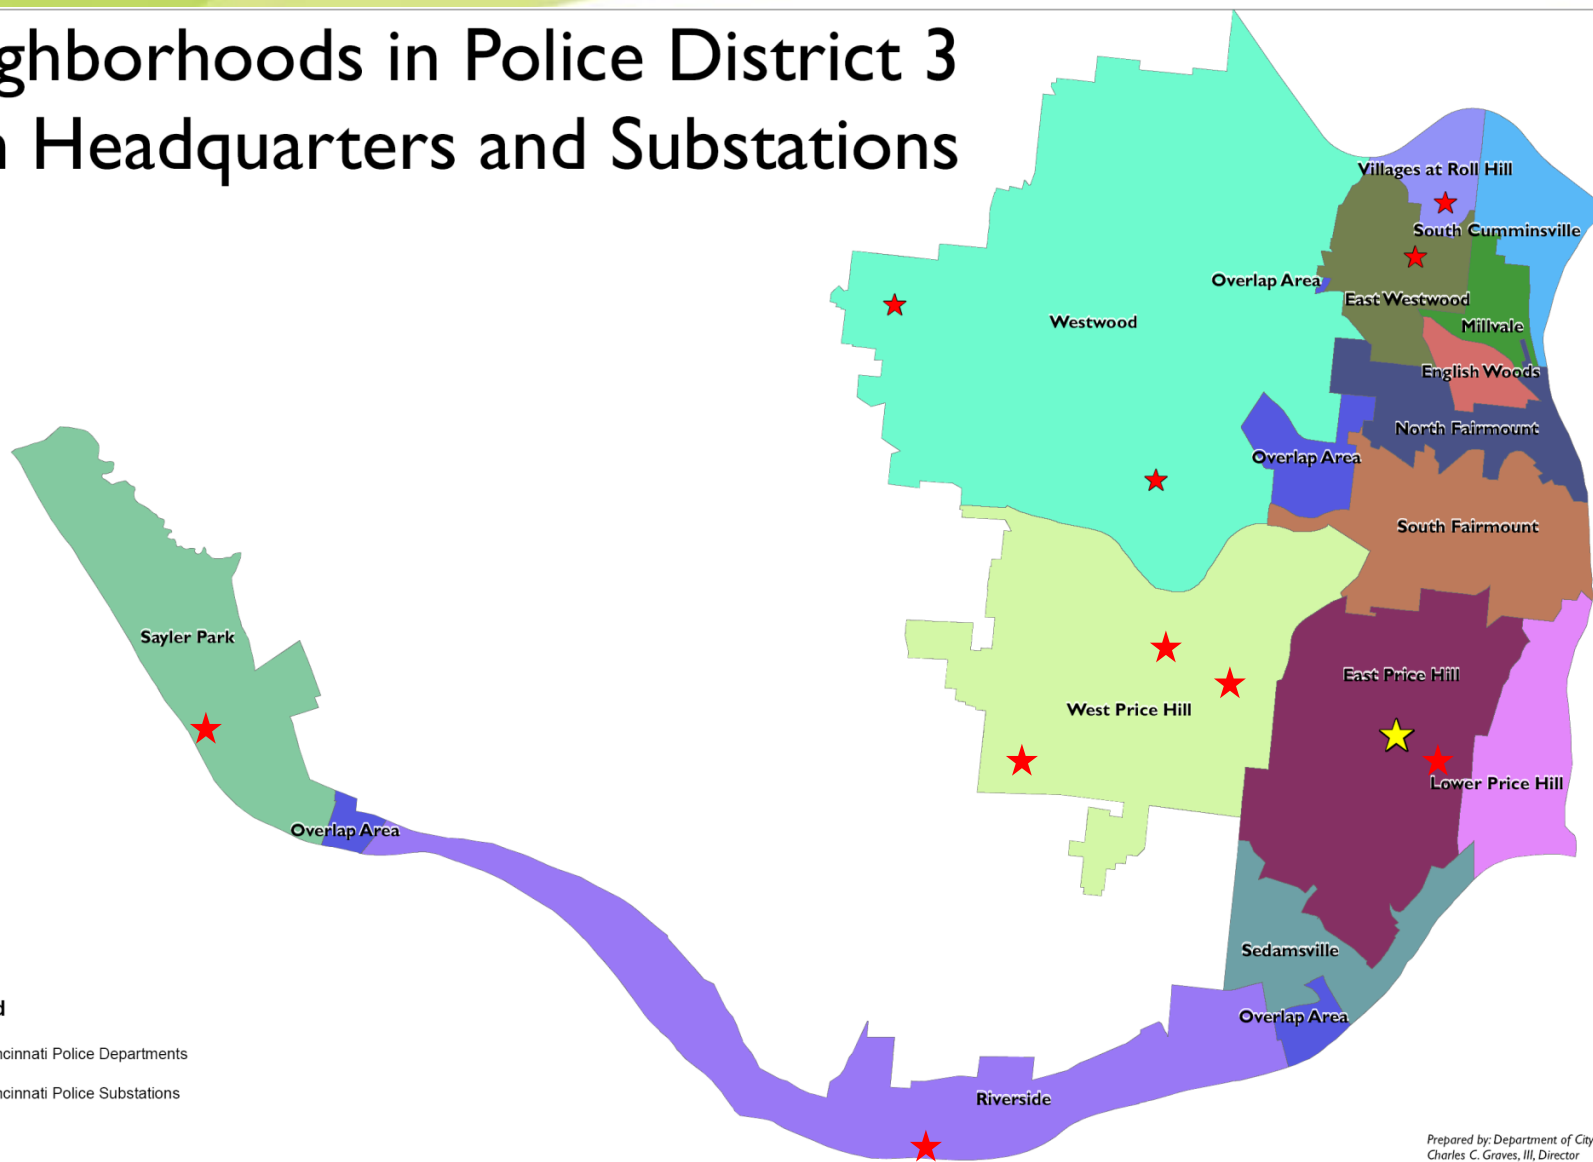 ghborhoods in Police District 3
Headquarters and Substations
Villages at Roll Hill
South Cumminsville
Overlap Area
East Westwood
Westwood
Millvale
English Woods
North Fairmount
Overlap Area
South Fairmount
Sayler Park
East Price Hill
West Price Hill
Lower Price Hill
Overlap Area
Sedamsville
Overlap Area
ncinnati Police Departments
ncinnati Police Substations
Riverside
Prepared by: Department of City
Charles C. Graves, III, Director